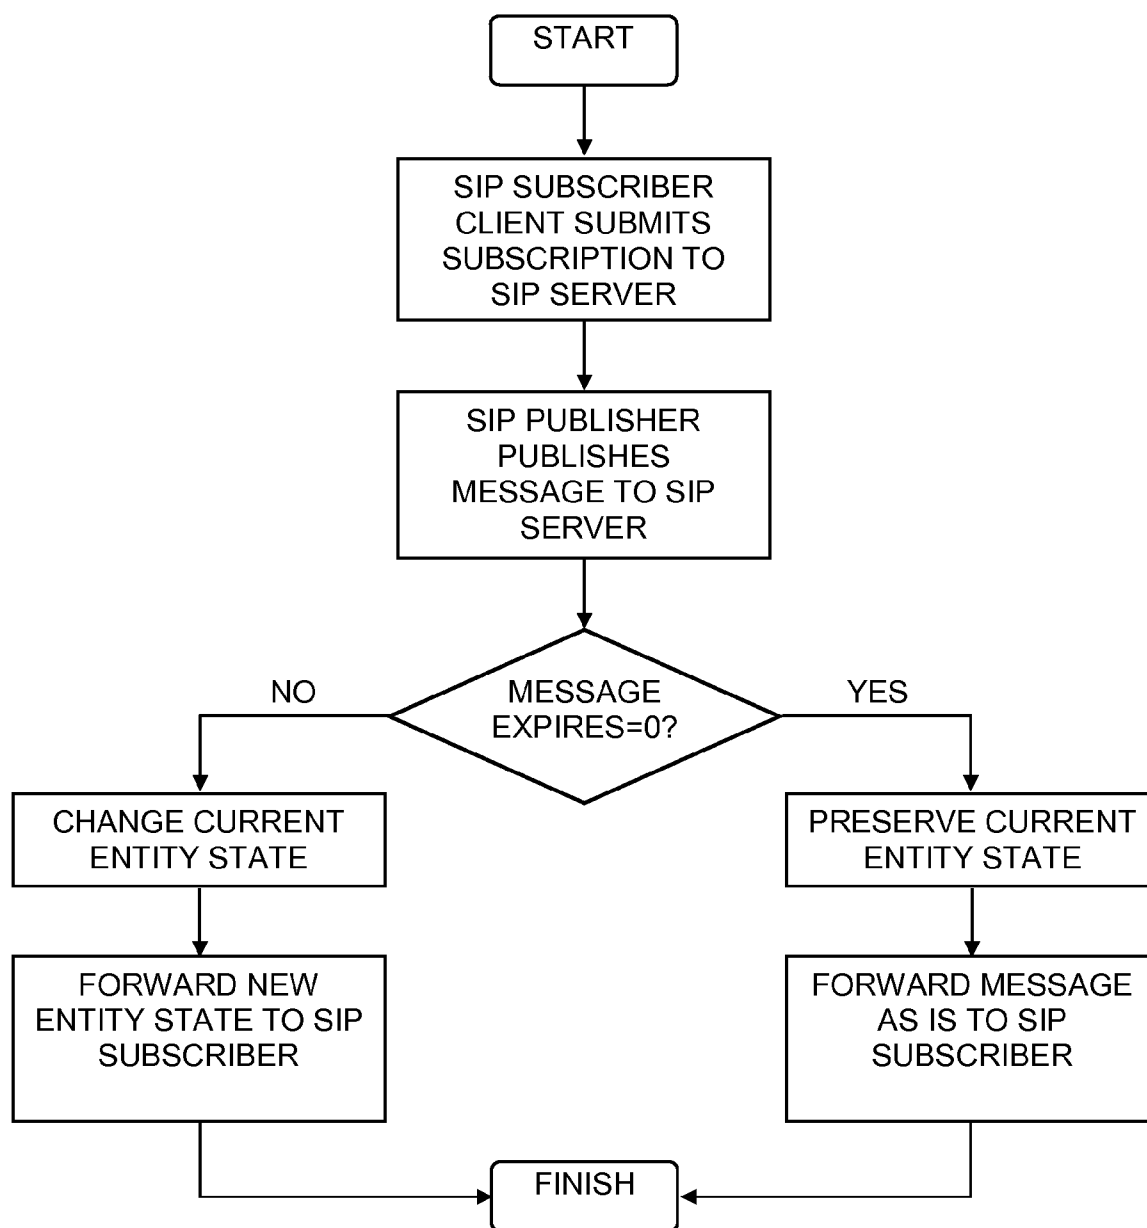 START
SIP SUBSCRIBER
CLIENT SUBMITS
SUBSCRIPTION TO
SIP SERVER
SIP PUBLISHER
PUBLISHES
MESSAGE TO SIP
SERVER
MESSAGE
EXPIRES=0?
NO
YES
CHANGE CURRENT
ENTITY STATE
PRESERVE CURRENT
ENTITY STATE
FORWARD NEW
ENTITY STATE TO SIP
SUBSCRIBER
FORWARD MESSAGE
AS IS TO SIP
SUBSCRIBER
FINISH